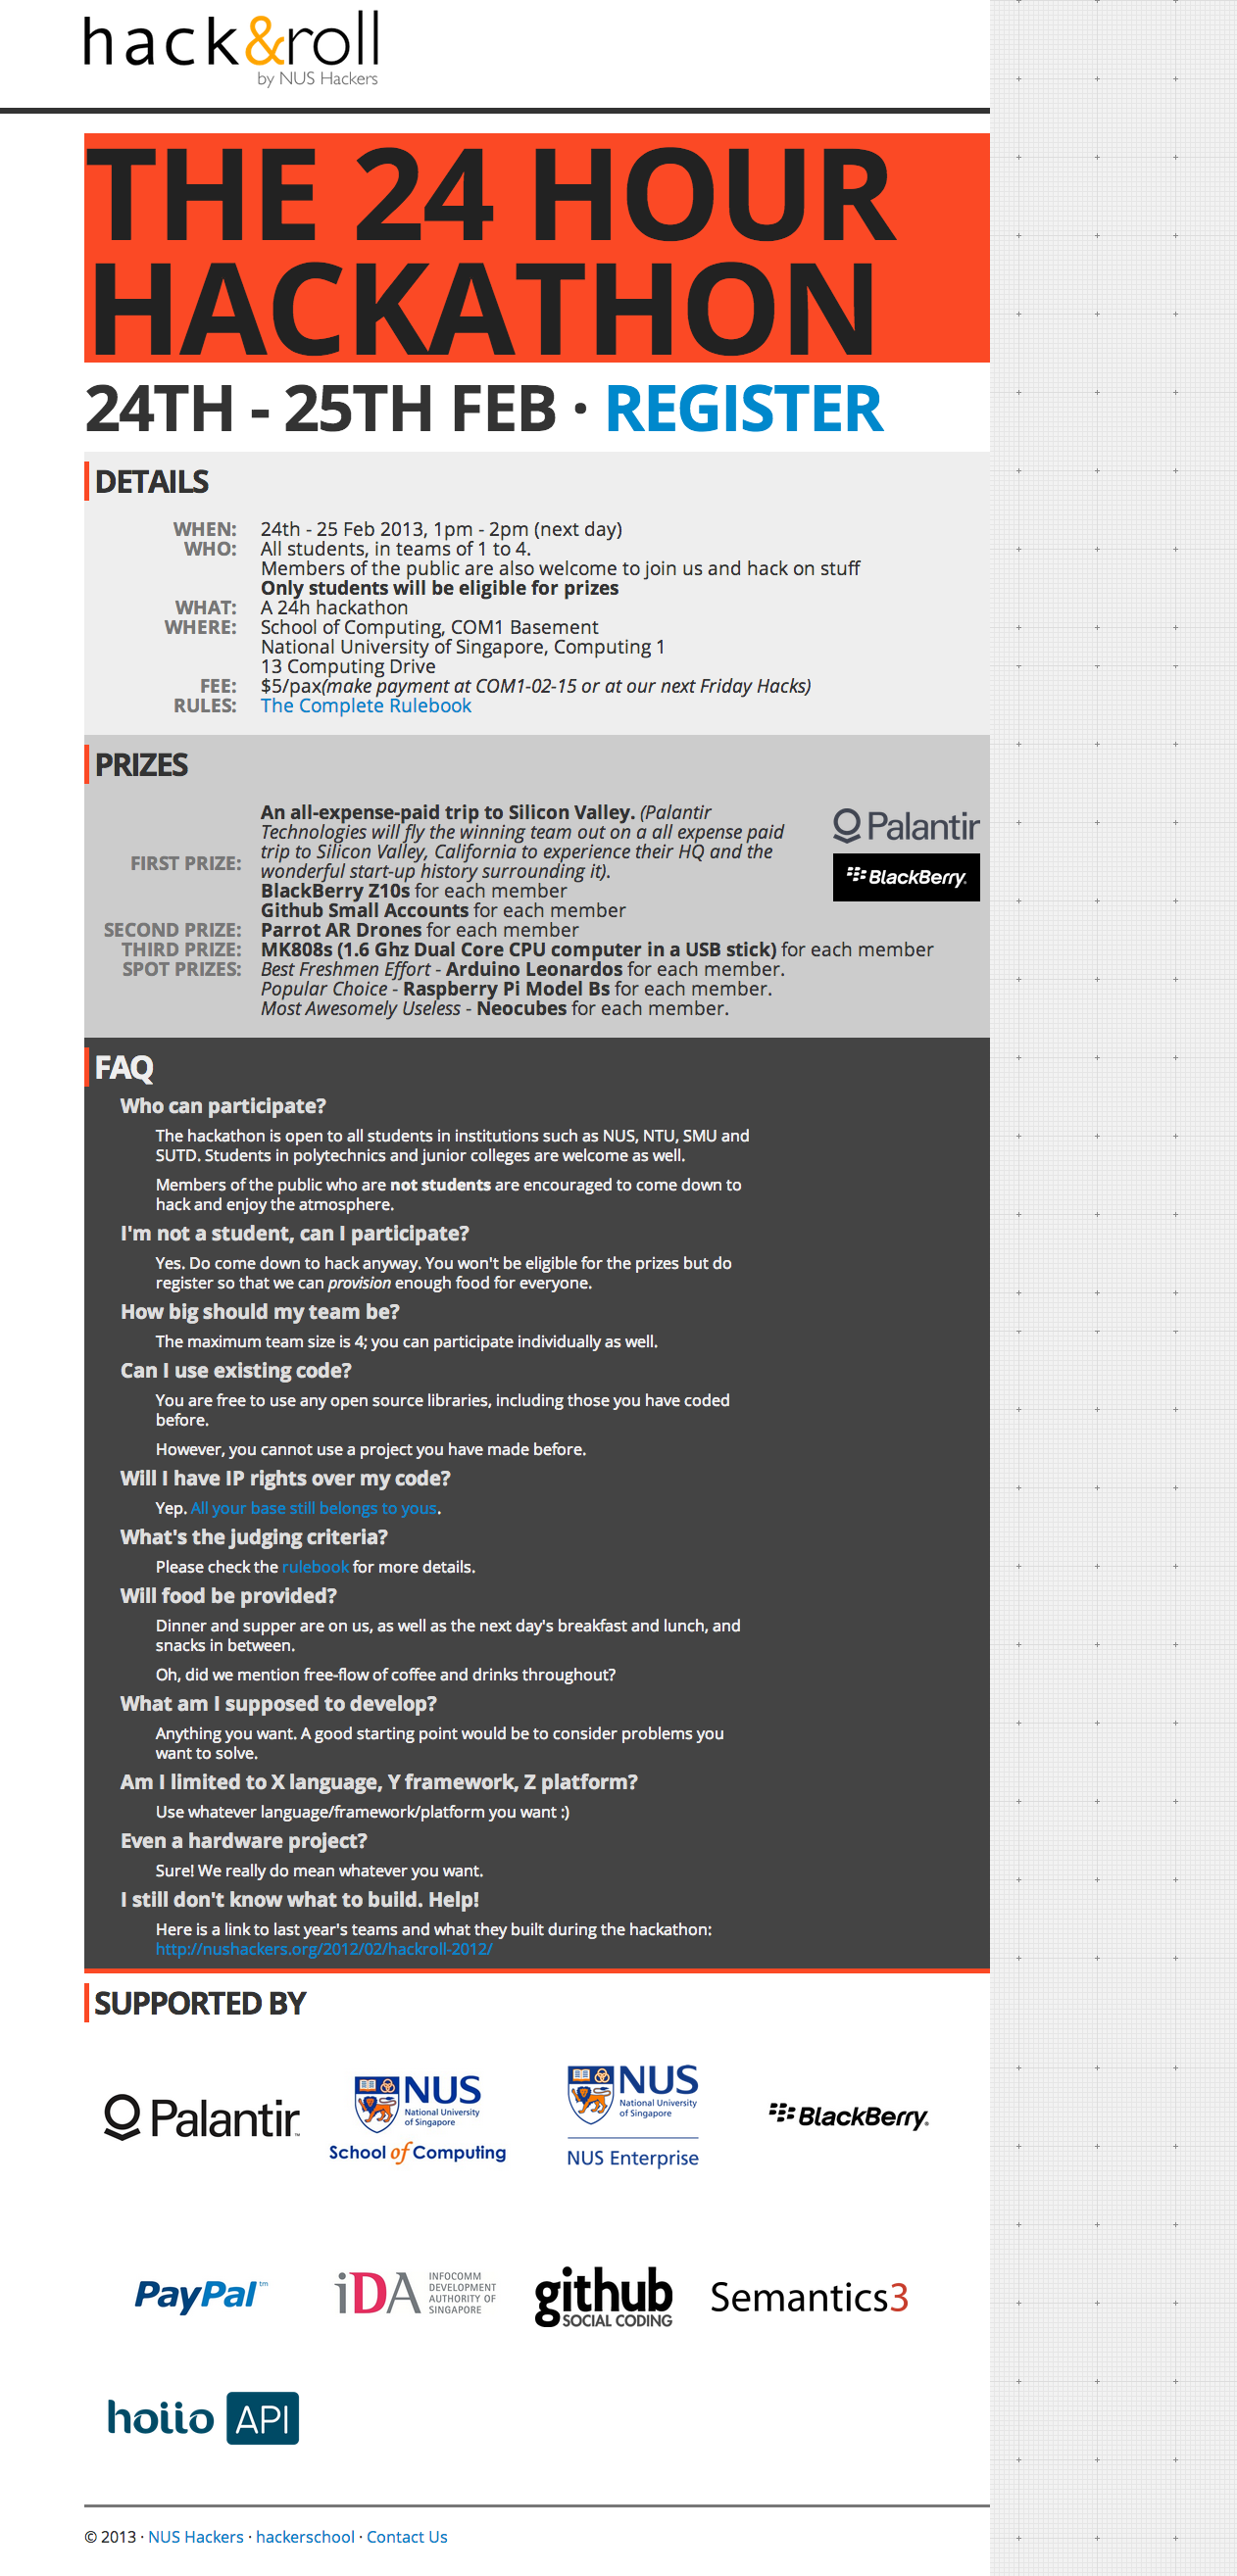 hack&roll
by NUS Hackers
THE 24 HOUR
HACKATHON
24TH - 25TH FEB · REGISTER
DETAILS
WHEN: 24th - 25 Feb 2013, 1pm - 2pm (next day)
WHO: All students, in teams of 1 to 4.
Members of the public are also welcome to join us and hack on stuff
Only students will be eligible for prizes
WHAT: A 24h hackathon
WHERE: School of Computing, COM1 Basement
National University of Singapore, Computing 1
13 Computing Drive
FEE: $5/pax(make payment at COM1-02-15 or at our next Friday Hacks)
RULES: The Complete Rulebook
PRIZES
An all-expense-paid trip to Silicon Valley. (Palantir
Technologies will fly the winning team out on a all expense paid
trip to Silicon Valley, California to experience their HQ and the
FIRST PRIZE: wonderful start-up history surrounding it).
BlackBerry Z10s for each member
Github Small Accounts for each member
Palantir
BlackBerry
SECOND PRIZE: Parrot AR Drones for each member
THIRD PRIZE: MK808s (1.6 Ghz Dual Core CPU computer in a USB stick) for each member
SPOT PRIZES: Best Freshmen Effort - Arduino Leonardos for each member.
Popular Choice - Raspberry Pi Model Bs for each member.
Most Awesomely Useless - Neocubes for each member.
FAQ
Who can participate?
The hackathon is open to all students in institutions such as NUS, NTU, SMU and
SUTD. Students in polytechnics and junior colleges are welcome as well.
Members of the public who are not students are encouraged to come down to
hack and enjoy the atmosphere.
I'm not a student, can I participate?
Yes. Do come down to hack anyway. You won't be eligible for the prizes but do
register so that we can provision enough food for everyone.
How big should my team be?
The maximum team size is 4; you can participate individually as well.
Can I use existing code?
You are free to use any open source libraries, including those you have coded
before.
However, you cannot use a project you have made before.
Will I have IP rights over my code?
Yep. All your base still belongs to yous.
What's the judging criteria?
Please check the rulebook for more details.
Will food be provided?
Dinner and supper are on us, as well as the next day's breakfast and lunch, and
snacks in between.
Oh, did we mention free-flow of coffee and drinks throughout?
What am I supposed to develop?
Anything you want. A good starting point would be to consider problems you
want to solve.
Am I limited to X language, Y framework, Z platform?
Use whatever language/framework/platform you want :)
Even a hardware project?
Sure! We really do mean whatever you want.
I still don't know what to build. Help!
Here is a link to last year's teams and what they built during the hackathon:
http://nushackers.org/2012/02/hackroll-2012/
SUPPORTED BY
Palantir™
NUS
National University
of Singapore
School of Computing
NUS
National University
of Singapore
NUS Enterprise
BlackBerry®
PayPal™
iDA
INFOCOMM
DEVELOPMENT
AUTHORITY OF
SINGAPORE
github
SOCIAL CODING
Semantics3
hoiio API
© 2013 · NUS Hackers · hackerschool · Contact Us